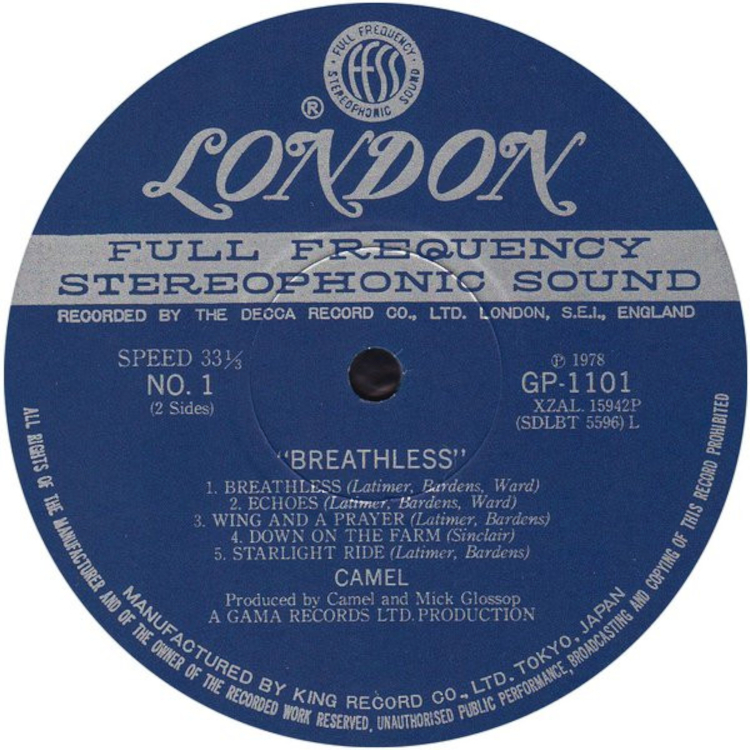 FULL FREQUENCY
STEREOPHONIC SOUND
FFSS
®
LONDON
FULL FREQUENCY
STEREOPHONIC SOUND
RECORDED BY THE DECCA RECORD CO., LTD. LONDON, S.E.I., ENGLAND
SPEED 33⅓
NO. 1
(2 Sides)
℗ 1978
GP-1101
XZAL. 15942P
(SDLBT 5596) L
"BREATHLESS"
1. BREATHLESS (Latimer, Bardens, Ward)
2. ECHOES (Latimer, Bardens, Ward)
3. WING AND A PRAYER (Latimer, Bardens)
4. DOWN ON THE FARM (Sinclair)
5. STARLIGHT RIDE (Latimer, Bardens)
CAMEL
Produced by Camel and Mick Glossop
A GAMA RECORDS LTD. PRODUCTION
MANUFACTURED BY KING RECORD CO., LTD. TOKYO, JAPAN
ALL RIGHTS OF THE MANUFACTURER AND OF THE OWNER OF THE RECORDED WORK RESERVED, UNAUTHORISED PUBLIC PERFORMANCE, BROADCASTING AND COPYING OF THIS RECORD PROHIBITED